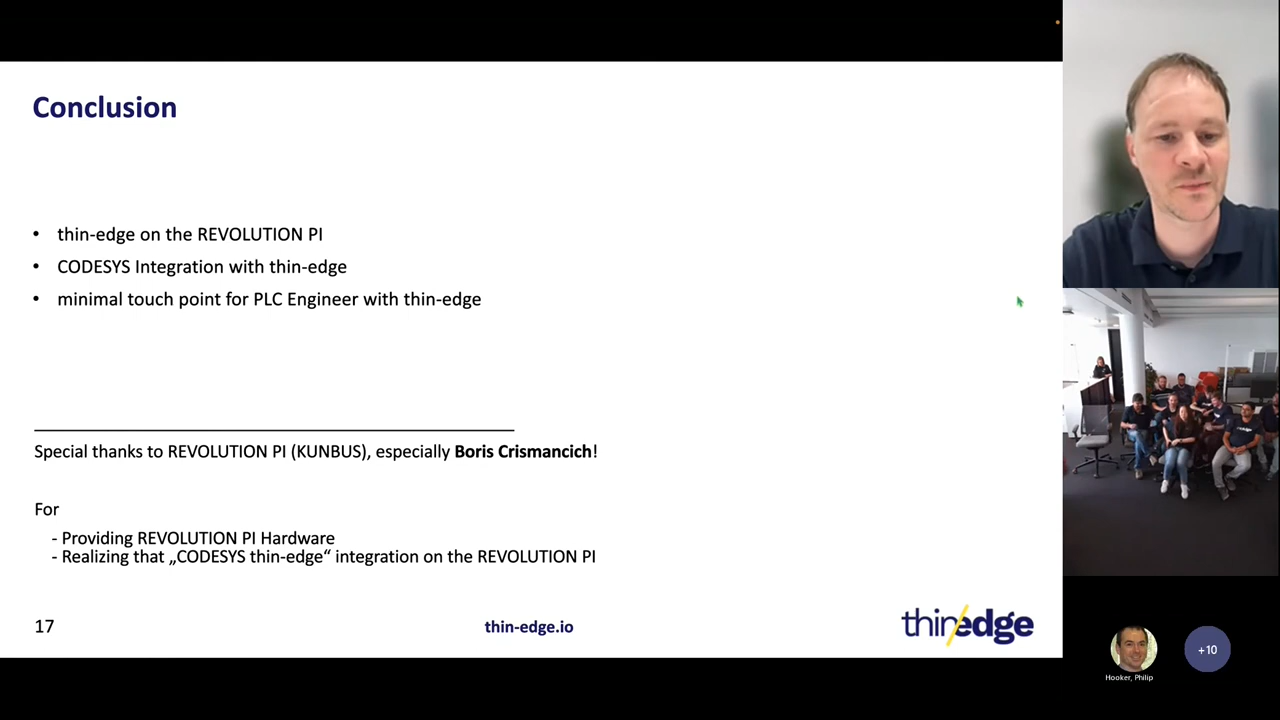 Conclusion
• thin-edge on the REVOLUTION PI
• CODESYS Integration with thin-edge
• minimal touch point for PLC Engineer with thin-edge
Special thanks to REVOLUTION PI (KUNBUS), especially Boris Crismancich!
For
- Providing REVOLUTION PI Hardware
- Realizing that „CODESYS thin-edge“ integration on the REVOLUTION PI
17
thin-edge.io
thin/edge
+10
Hooker, Philip